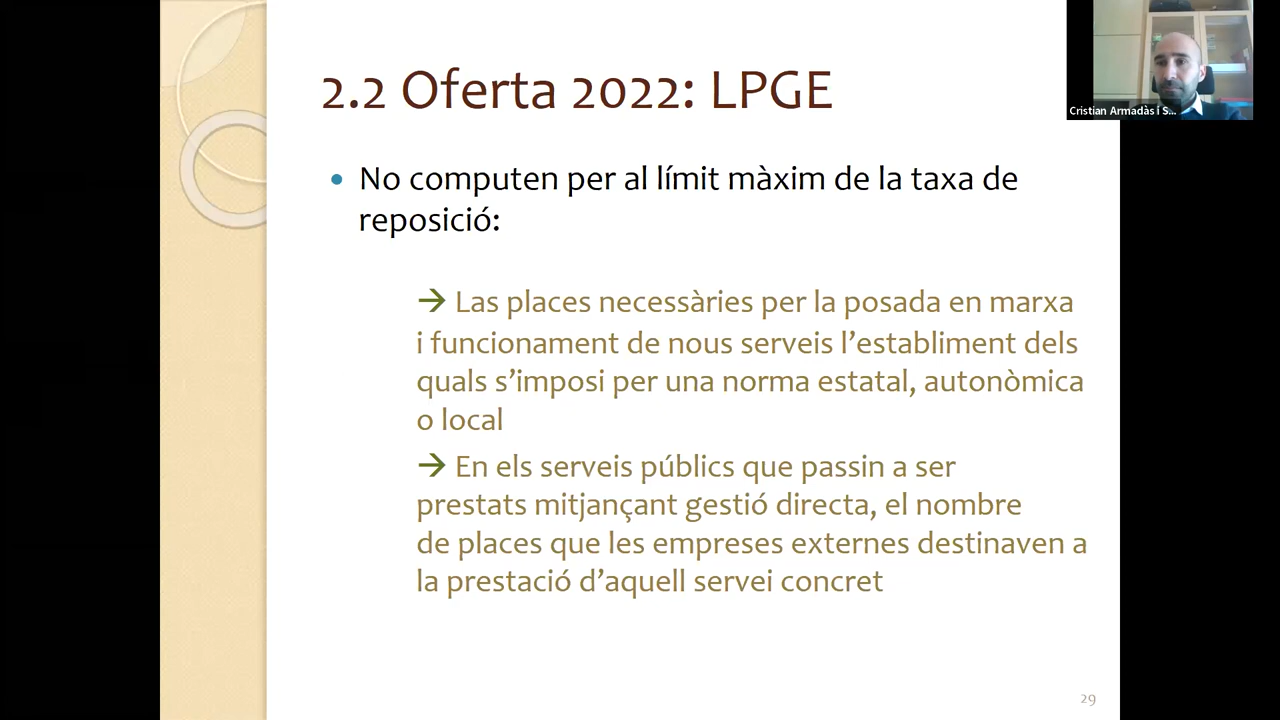 2.2 Oferta 2022: LPGE
Cristian Armadàs i S...
• No computen per al límit màxim de la taxa de
reposició:
→ Las places necessàries per la posada en marxa
i funcionament de nous serveis l’establiment dels
quals s’imposi per una norma estatal, autonòmica
o local
→ En els serveis públics que passin a ser
prestats mitjançant gestió directa, el nombre
de places que les empreses externes destinaven a
la prestació d’aquell servei concret
29